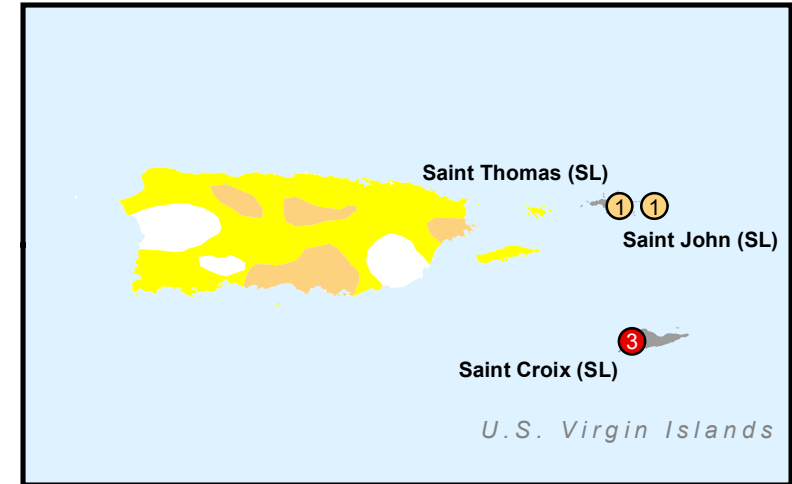 Saint Thomas (SL)
1 1
Saint John (SL)
3
Saint Croix (SL)
U.S. Virgin Islands